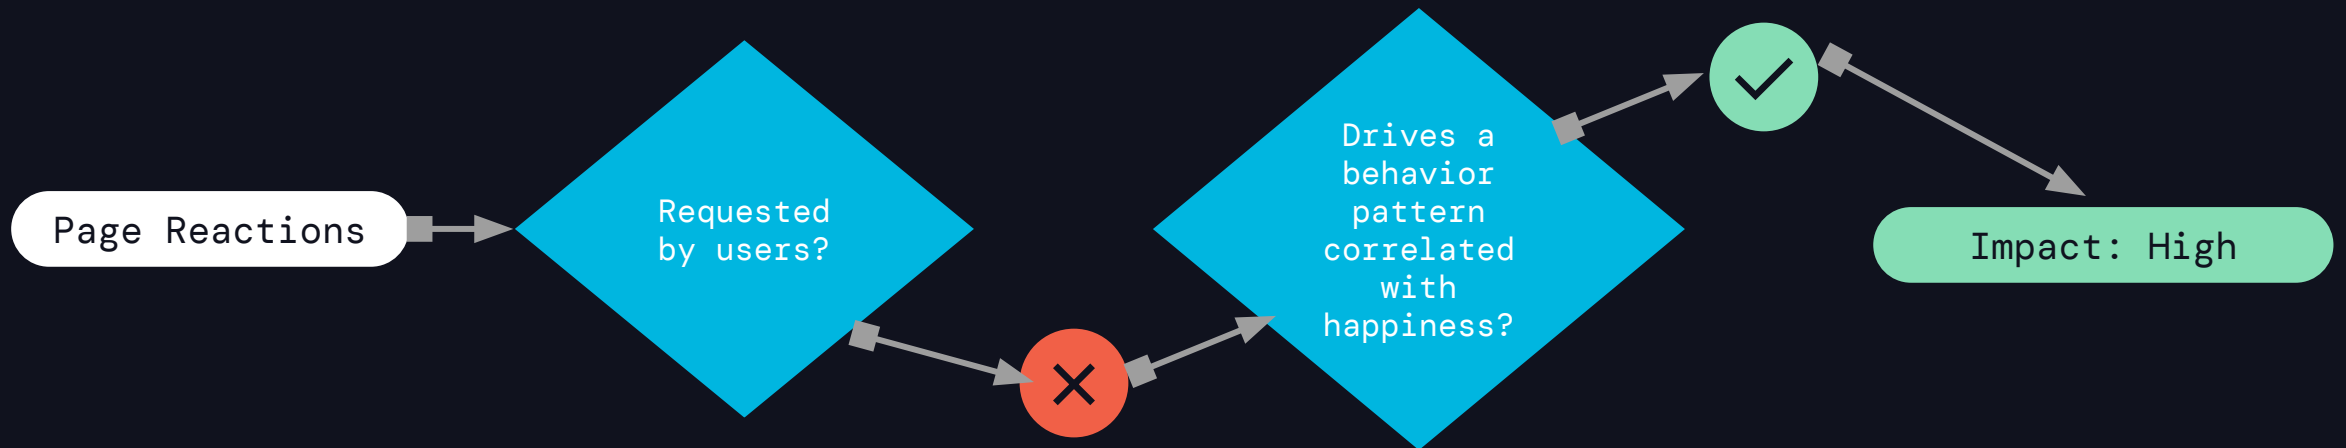 Page Reactions
Requested
by users?
Drives a
behavior
pattern
correlated
with
happiness?
Impact: High